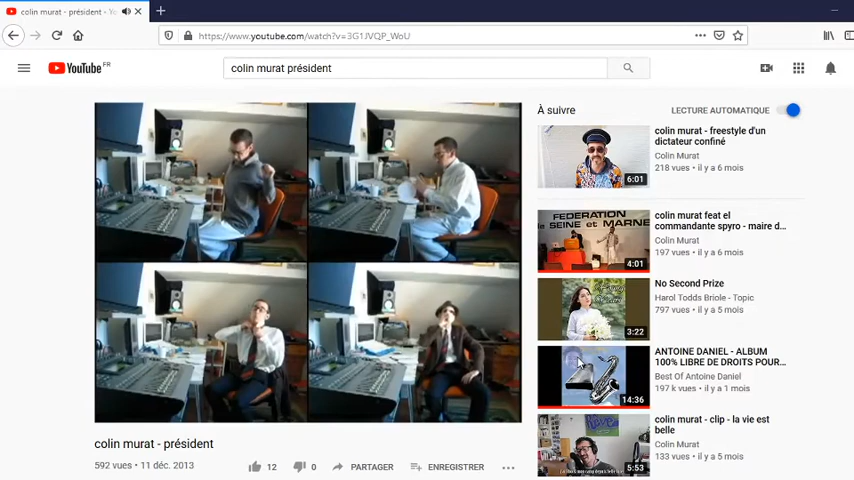 colin murat - président - Yo
https://www.youtube.com/watch?v=3G1JVQP_WoU
YouTube FR
colin murat président
À suivre
LECTURE AUTOMATIQUE
colin murat - freestyle d'un
dictateur confiné
Colin Murat
218 vues • il y a 6 mois
6:01
FEDERATION
de SEINE et MARNE
colin murat feat el
commandante spyro - maire d...
Colin Murat
197 vues • il y a 6 mois
4:01
No Second Prize
Harol Todds Briole - Topic
797 vues • il y a 5 mois
3:22
ANTOINE DANIEL - ALBUM
100% LIBRE DE DROITS POUR...
Best Of Antoine Daniel
197 k vues • il y a 1 mois
14:36
colin murat - clip - la vie est
belle
Colin Murat
133 vues • il y a 5 mois
5:53
colin murat - président
592 vues • 11 déc. 2013
12
0
PARTAGER
ENREGISTRER